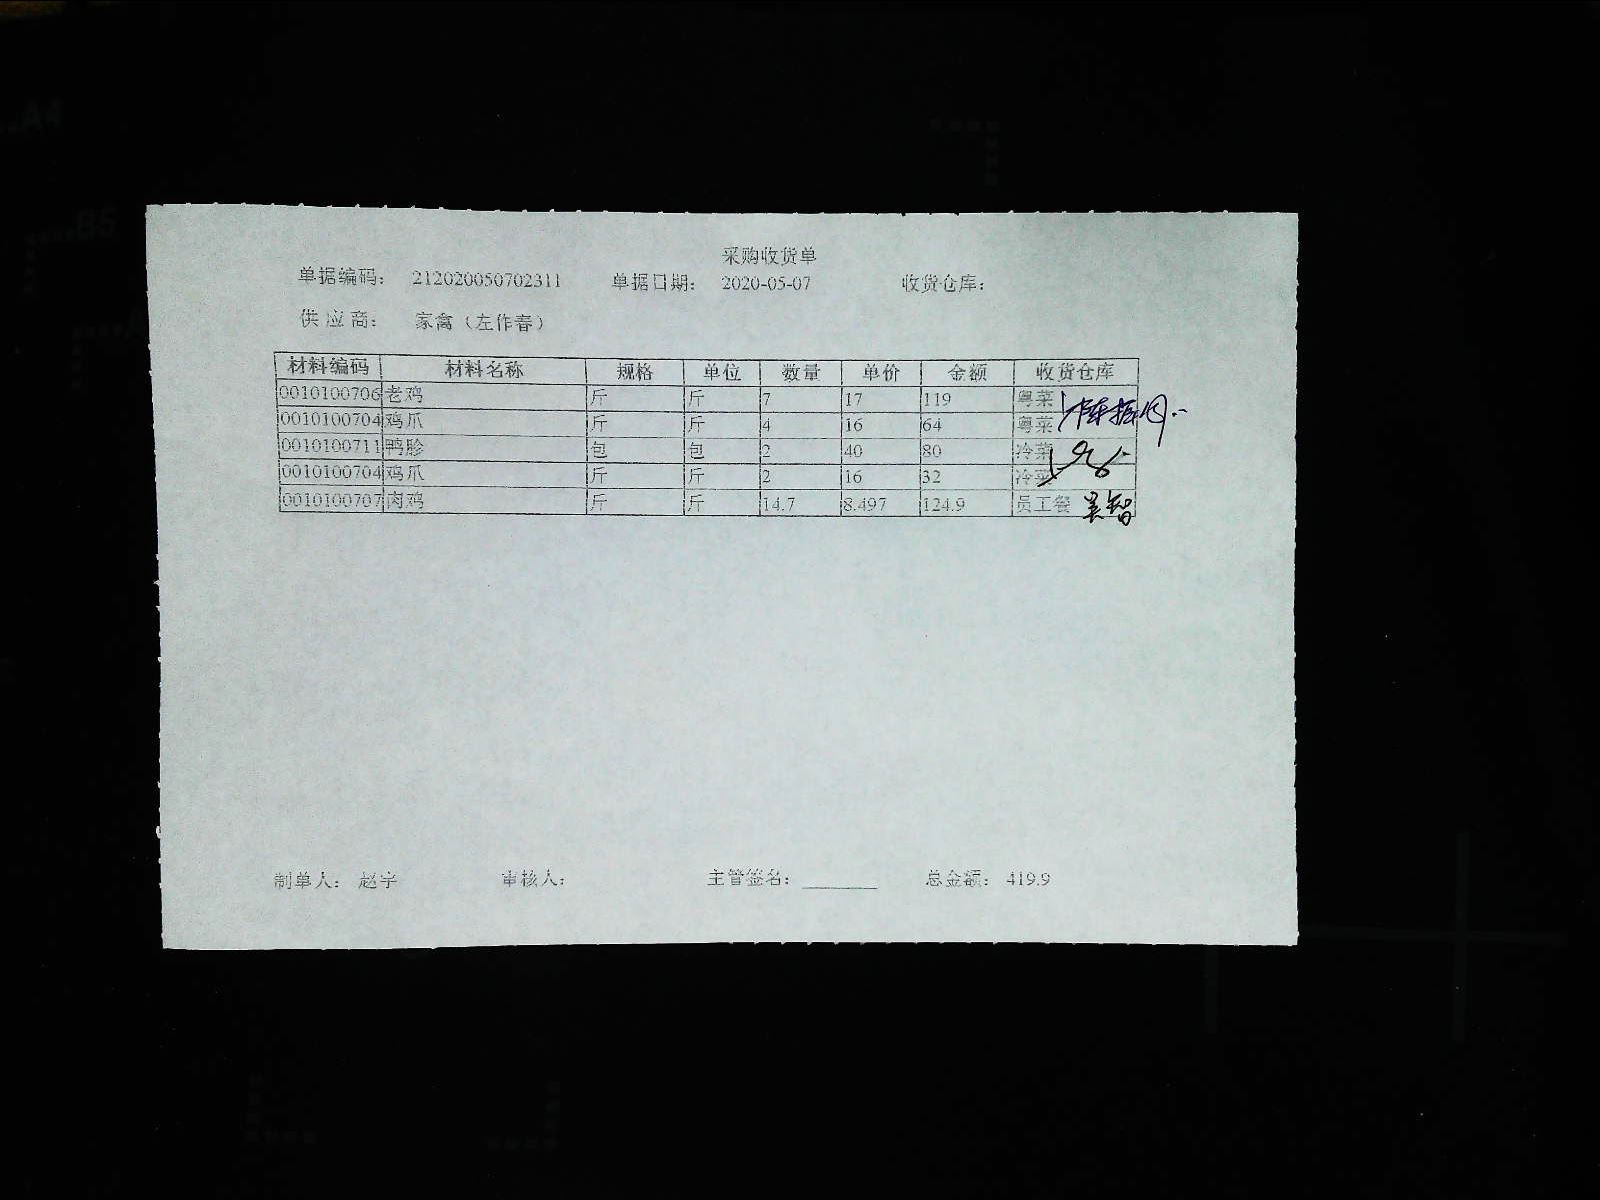 采购收货单
单据编码： 212020050702311 单据日期： 2020-05-07 收货仓库：
供应商： 家禽（左作春）
材料编码 材料名称 规格 单位 数量 单价 金额 收货仓库
0010100706 老鸡 斤 斤 7 17 119 粤菜
0010100704 鸡爪 斤 斤 4 16 64 粤菜
0010100711 鸭胗 包 包 2 40 80 冷菜
0010100704 鸡爪 斤 斤 2 16 32 冷菜
0010100707 肉鸡 斤 斤 14.7 8.497 124.9 员工餐 吴智
制单人： 赵宇 审核人： 主管签名： 总金额： 419.9